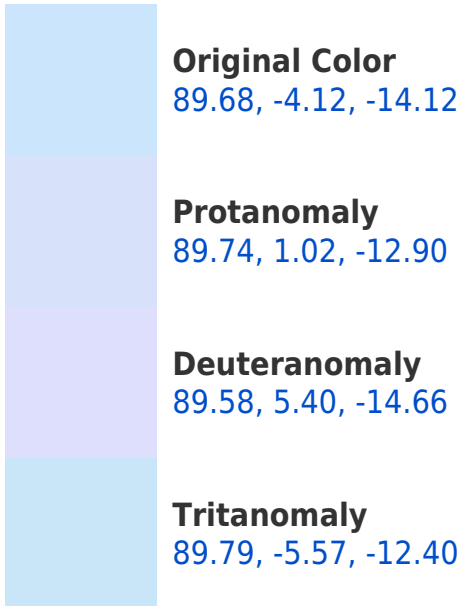 Original Color
89.68, -4.12, -14.12
Protanomaly
89.74, 1.02, -12.90
Deuteranomaly
89.58, 5.40, -14.66
Tritanomaly
89.79, -5.57, -12.40